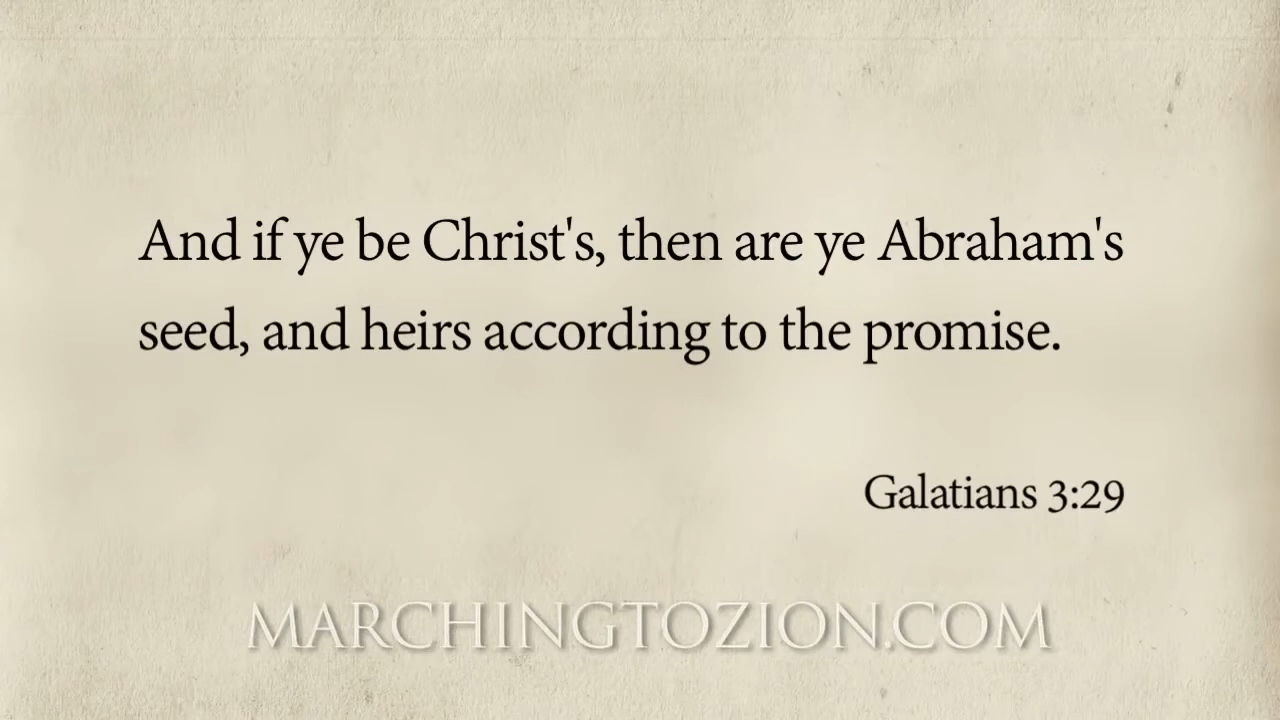 And if ye be Christ's, then are ye Abraham's
seed, and heirs according to the promise.
Galatians 3:29
MARCHINGTOZION.COM